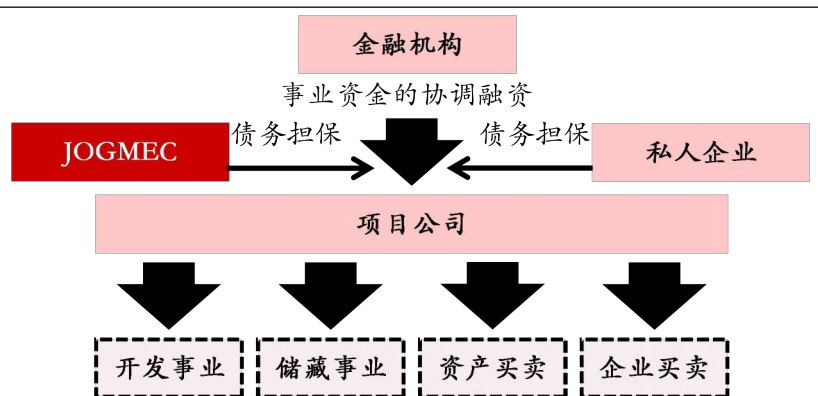 金融机构
事业资金的协调融资
债务担保
债务担保
JOGMEC
私人企业
项目公司
开发事业
储藏事业
资产买卖
企业买卖